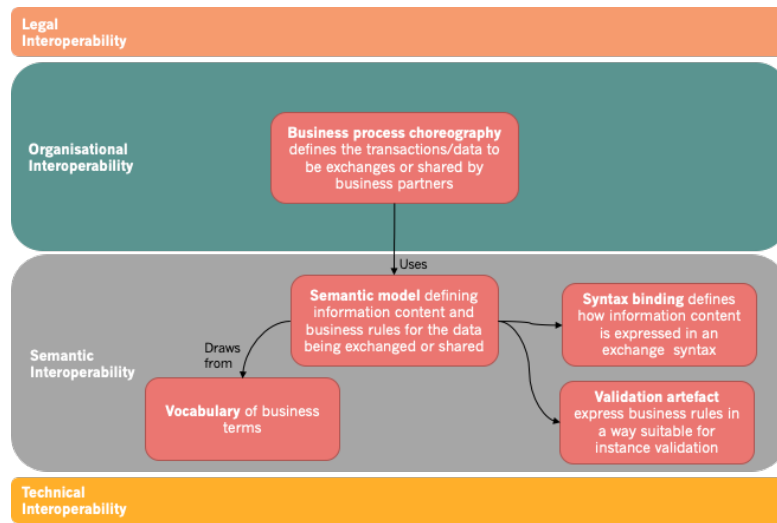 Legal
Interoperability
Organisational
Interoperability
Business process choreography
defines the transactions/data to
be exchanges or shared by
business partners
Uses
Semantic
Interoperability
Semantic model defining
information content and
business rules for the data
being exchanged or shared
Syntax binding defines
how information content
is expressed in an
exchange syntax
Draws
from
Vocabulary of business
terms
Validation artefact
express business rules in
a way suitable for
instance validation
Technical
Interoperability